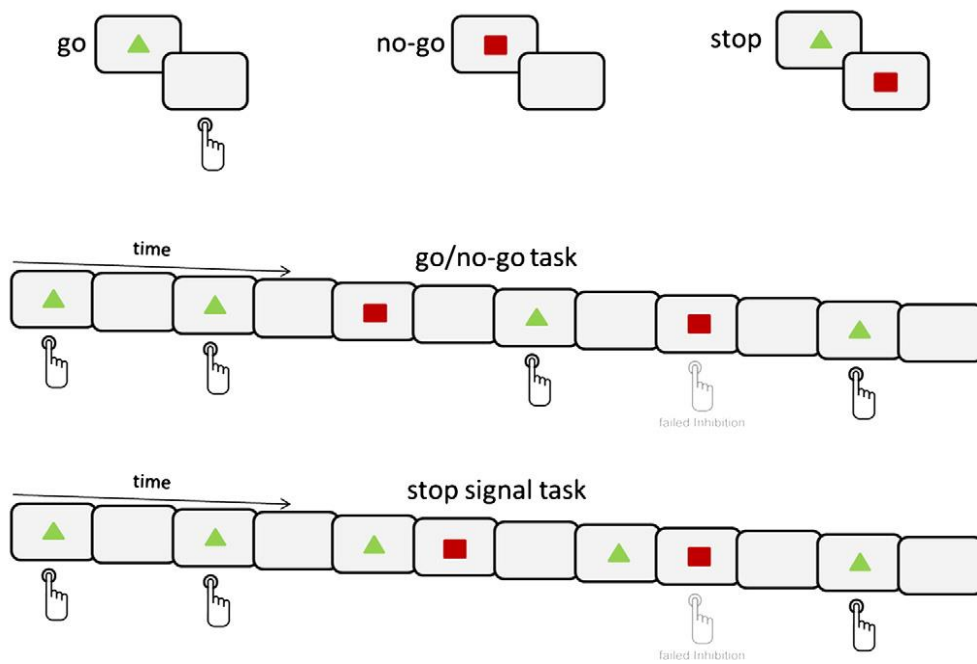 go
no-go
stop
time
go/no-go task
failed Inhibition
time
stop signal task
failed Inhibition